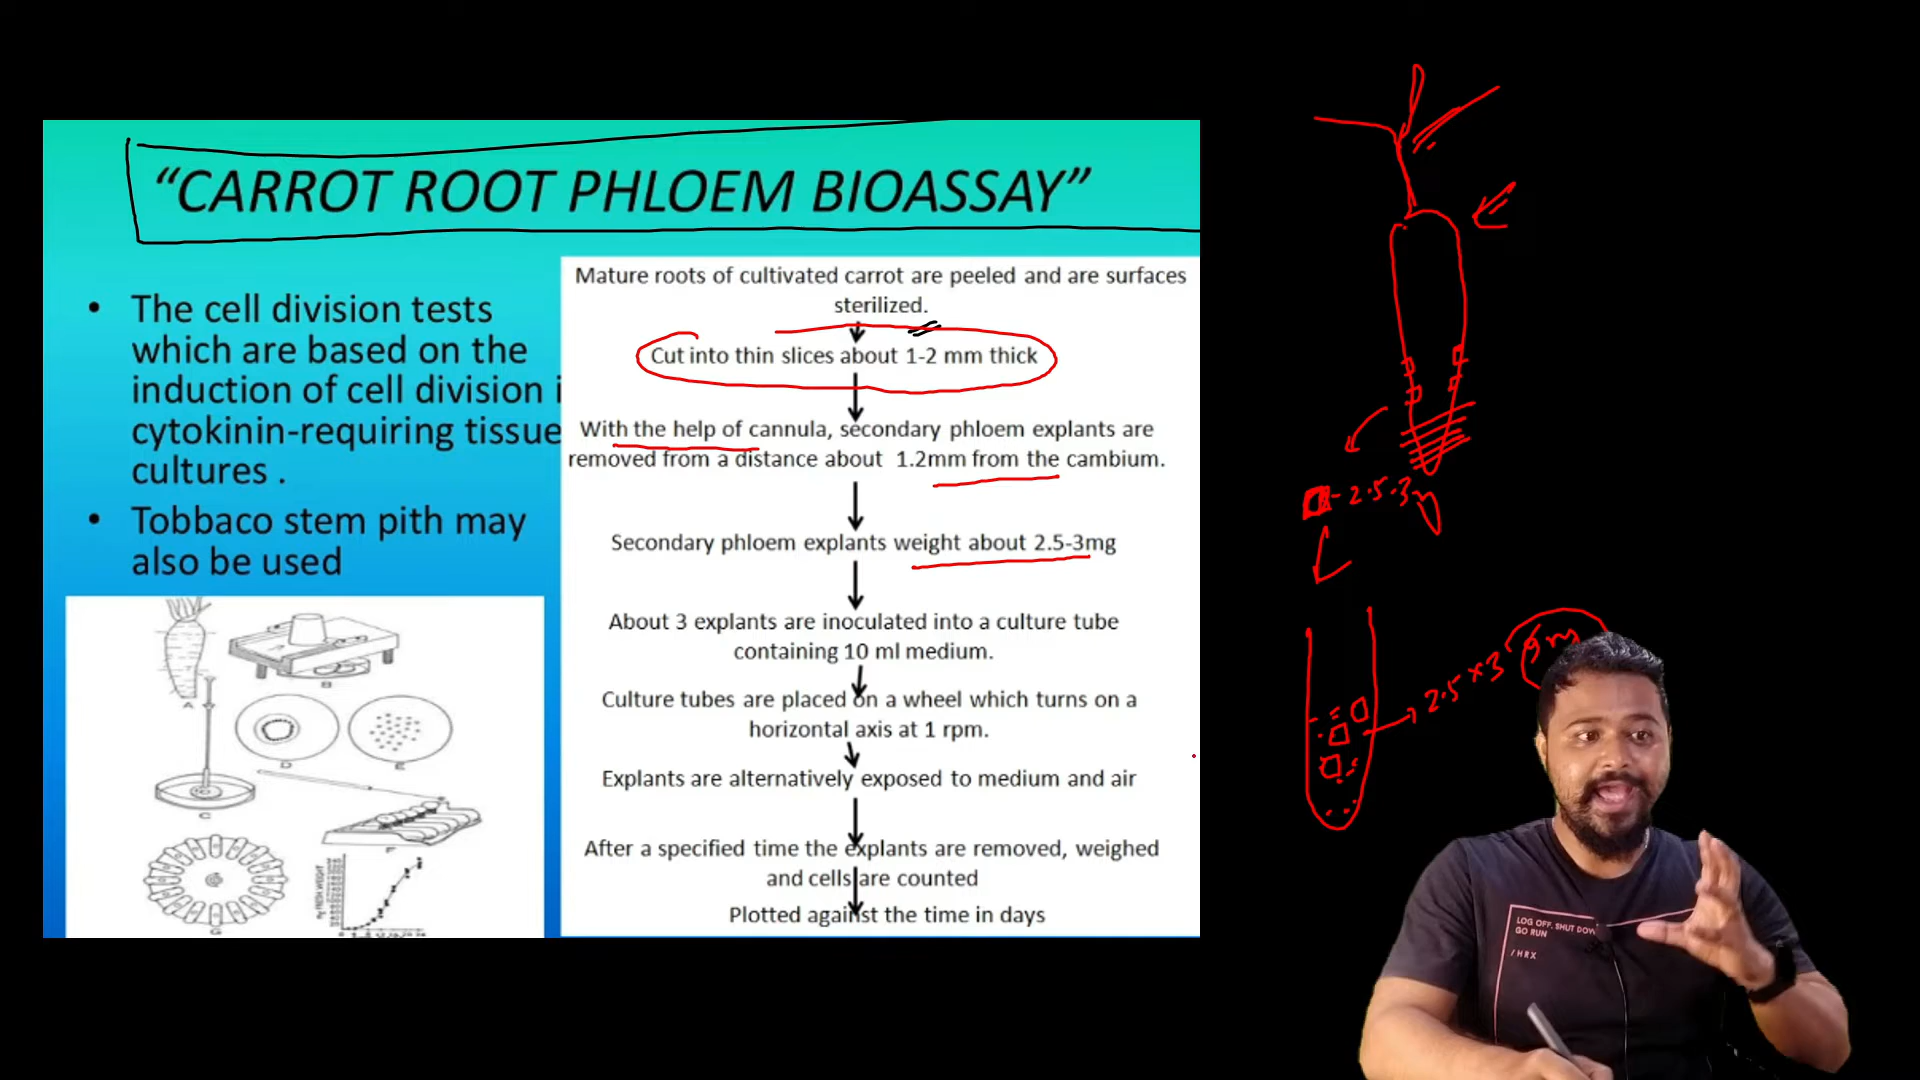 “CARROT ROOT PHLOEM BIOASSAY”
• The cell division tests
which are based on the
induction of cell division i
cytokinin-requiring tissue
cultures .
• Tobbaco stem pith may
also be used
Mature roots of cultivated carrot are peeled and are surfaces
sterilized.
Cut into thin slices about 1-2 mm thick
With the help of cannula, secondary phloem explants are
removed from a distance about 1.2mm from the cambium.
Secondary phloem explants weight about 2.5-3mg
About 3 explants are inoculated into a culture tube
containing 10 ml medium.
Culture tubes are placed on a wheel which turns on a
horizontal axis at 1 rpm.
Explants are alternatively exposed to medium and air
After a specified time the explants are removed, weighed
and cells are counted
Plotted against the time in days
A
B
C
D
E
F
G
FRESH WEIGHT
2.5-3
2.5 x 3
LOG OFF, SHUT DOW
GO RUN
/HRX